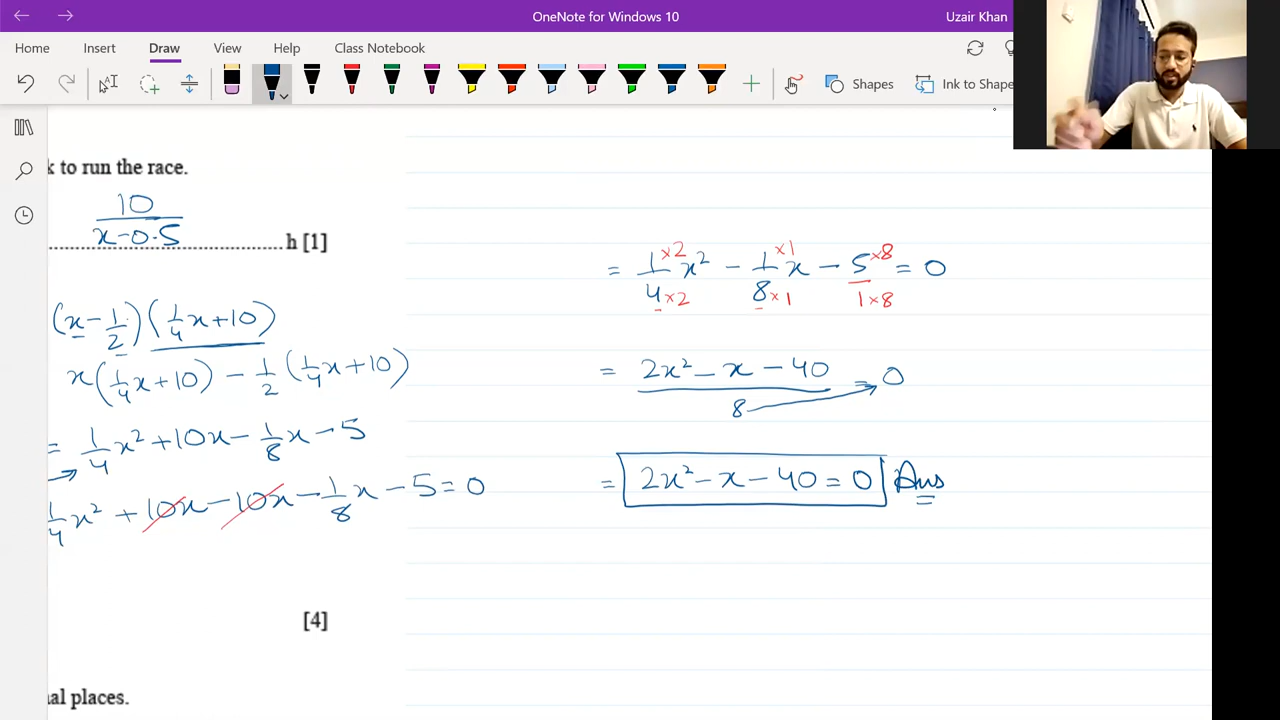 OneNote for Windows 10
Uzair Khan
Home Insert Draw View Help Class Notebook
Shapes Ink to Shape
k to run the race.
10
x-0.5
h [1]
(x - 1/2)(1/4x+10)
x(1/4x+10) - 1/2(1/4x+10)
= 1/4x² + 10x - 1/8x - 5
1/4x² + 10x - 10x - 1/8x - 5 = 0
[4]
al places.
= 1×2/4×2 x² - 1×1/8×1 x - 5×8/1×8 = 0
= 2x² - x - 40 = 0
8
= 2x² - x - 40 = 0 Ans